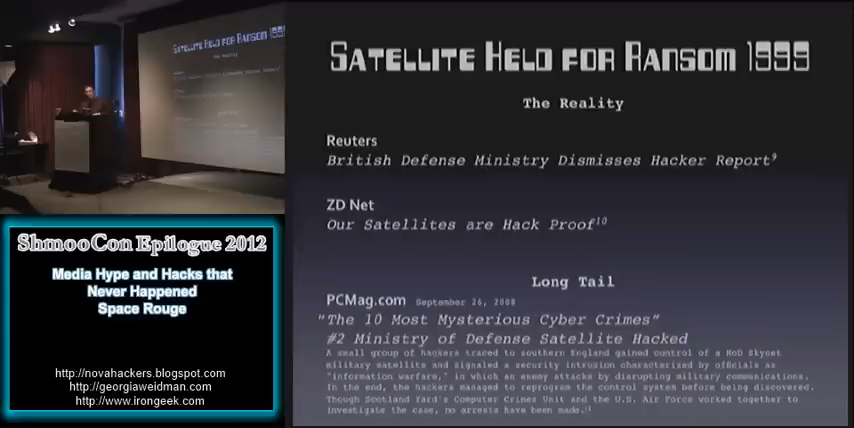 SATELLITE HELD FOR RANSOM 1999
The Reality
Reuters
British Defense Ministry Dismisses Hacker Report9
ZD Net
Our Satellites are Hack Proof10
Long Tail
PCMag.com September 26, 2008
"The 10 Most Mysterious Cyber Crimes"
#2 Ministry of Defense Satellite Hacked
A small group of hackers traced to southern England gained control of a MoD Skynet
military satellite and signaled a security intrusion characterized by officials as
"information warfare," in which an enemy attacks by disrupting military communications.
In the end, the hackers managed to reprogram the control system before being discovered.
Though Scotland Yard's Computer Crimes Unit and the U.S. Air Force worked together to
investigate the case, no arrests have been made.11
SATELLITE HELD FOR RANSOM 199
The Reality
ShmooCon Epilogue 2012
Media Hype and Hacks that
Never Happened
Space Rouge
http://novahackers.blogspot.com
http://georgiaweidman.com
http://www.irongeek.com